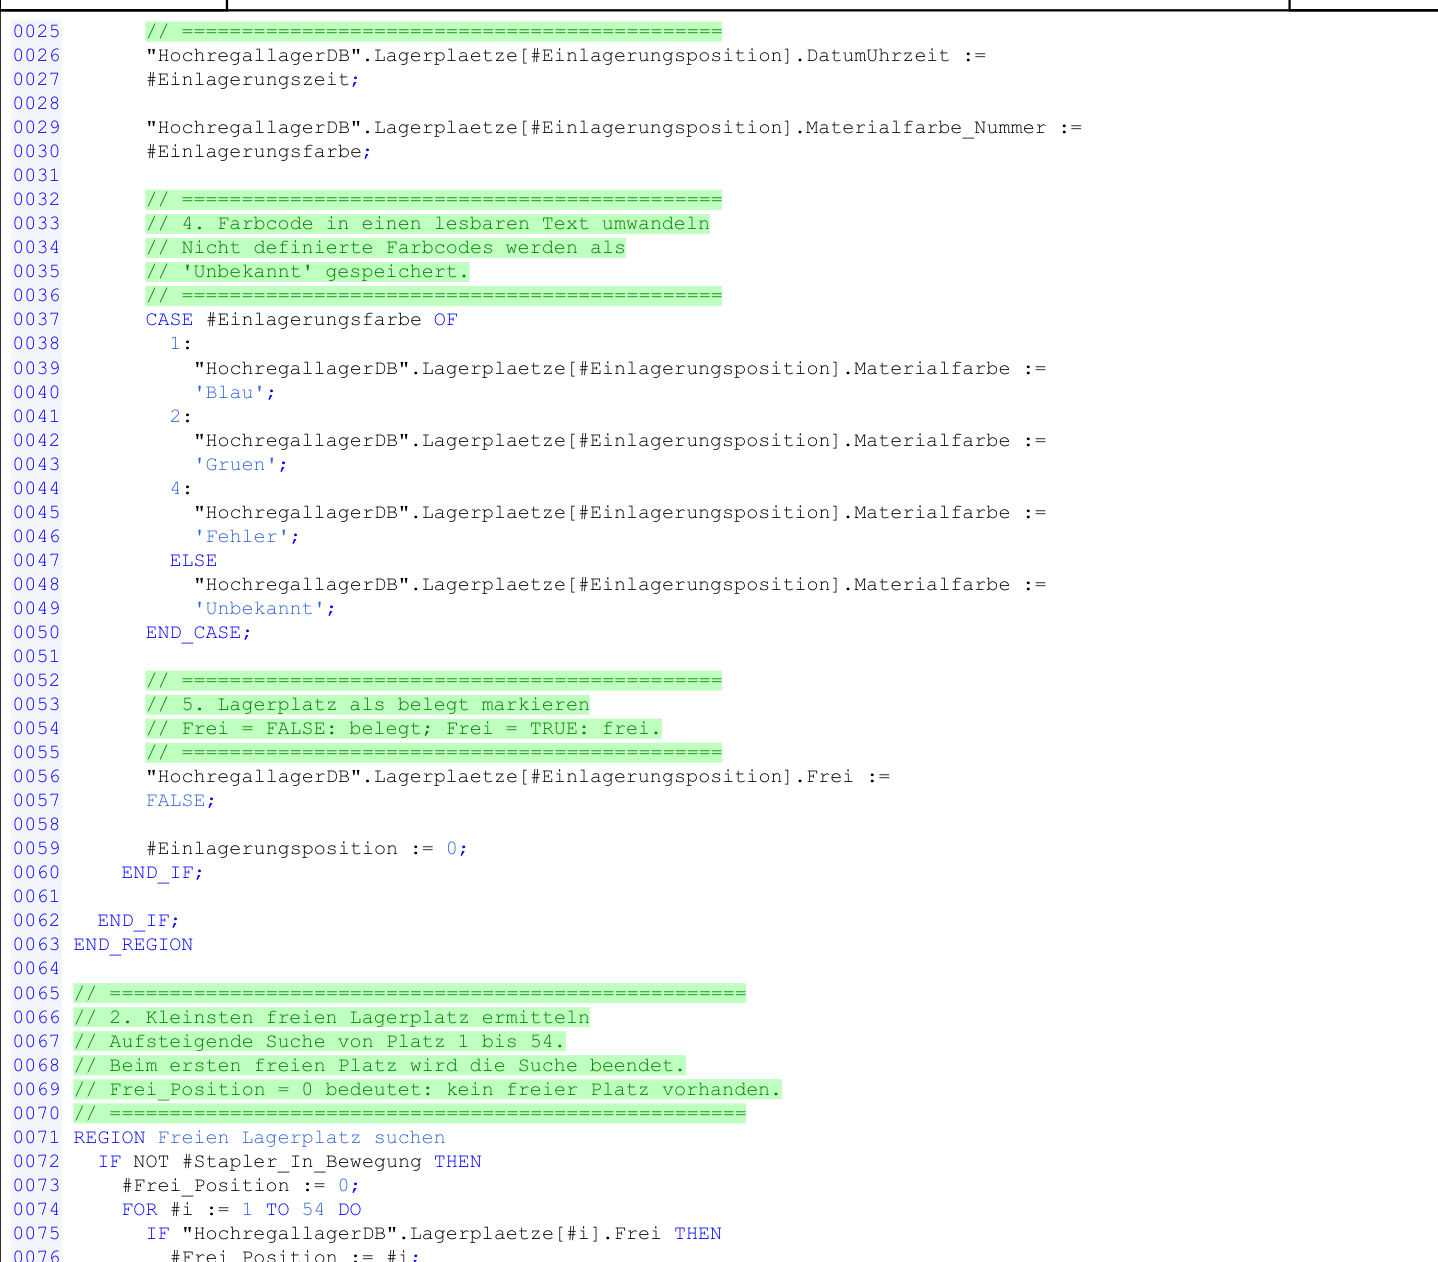 0025 // =============================================
0026 "HochregallagerDB".Lagerplaetze[#Einlagerungsposition].DatumUhrzeit :=
0027 #Einlagerungszeit;
0028
0029 "HochregallagerDB".Lagerplaetze[#Einlagerungsposition].Materialfarbe_Nummer :=
0030 #Einlagerungsfarbe;
0031
0032 // =============================================
0033 // 4. Farbcode in einen lesbaren Text umwandeln
0034 // Nicht definierte Farbcodes werden als
0035 // 'Unbekannt' gespeichert.
0036 // =============================================
0037 CASE #Einlagerungsfarbe OF
0038 1:
0039 "HochregallagerDB".Lagerplaetze[#Einlagerungsposition].Materialfarbe :=
0040 'Blau';
0041 2:
0042 "HochregallagerDB".Lagerplaetze[#Einlagerungsposition].Materialfarbe :=
0043 'Gruen';
0044 4:
0045 "HochregallagerDB".Lagerplaetze[#Einlagerungsposition].Materialfarbe :=
0046 'Fehler';
0047 ELSE
0048 "HochregallagerDB".Lagerplaetze[#Einlagerungsposition].Materialfarbe :=
0049 'Unbekannt';
0050 END_CASE;
0051
0052 // =============================================
0053 // 5. Lagerplatz als belegt markieren
0054 // Frei = FALSE: belegt; Frei = TRUE: frei.
0055 // =============================================
0056 "HochregallagerDB".Lagerplaetze[#Einlagerungsposition].Frei :=
0057 FALSE;
0058
0059 #Einlagerungsposition := 0;
0060 END_IF;
0061
0062 END_IF;
0063 END_REGION
0064
0065 // =====================================================
0066 // 2. Kleinsten freien Lagerplatz ermitteln
0067 // Aufsteigende Suche von Platz 1 bis 54.
0068 // Beim ersten freien Platz wird die Suche beendet.
0069 // Frei_Position = 0 bedeutet: kein freier Platz vorhanden.
0070 // =====================================================
0071 REGION Freien Lagerplatz suchen
0072 IF NOT #Stapler_In_Bewegung THEN
0073 #Frei_Position := 0;
0074 FOR #i := 1 TO 54 DO
0075 IF "HochregallagerDB".Lagerplaetze[#i].Frei THEN
0076 #Frei_Position := #i;